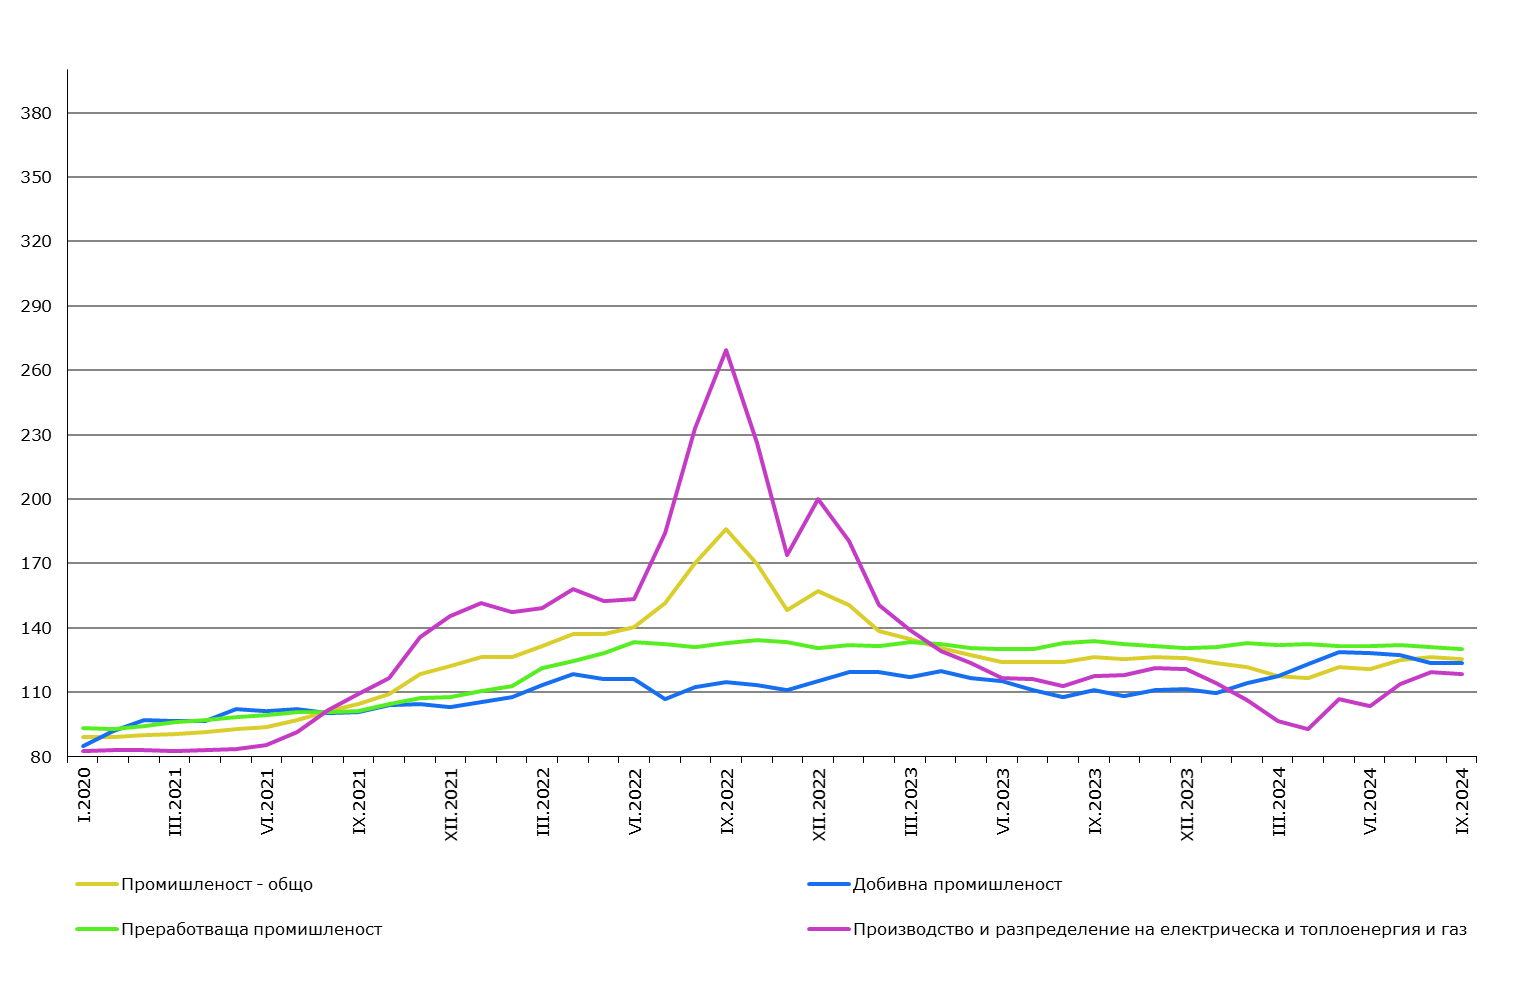 380
350
320
290
260
230
200
170
140
110
80
I.2020
III.2021
VI.2021
IX.2021
XII.2021
III.2022
VI.2022
IX.2022
XII.2022
III.2023
VI.2023
IX.2023
XII.2023
III.2024
VI.2024
IX.2024
Промишленост - общо
Добивна промишленост
Преработваща промишленост
Производство и разпределение на електрическа и топлоенергия и газ